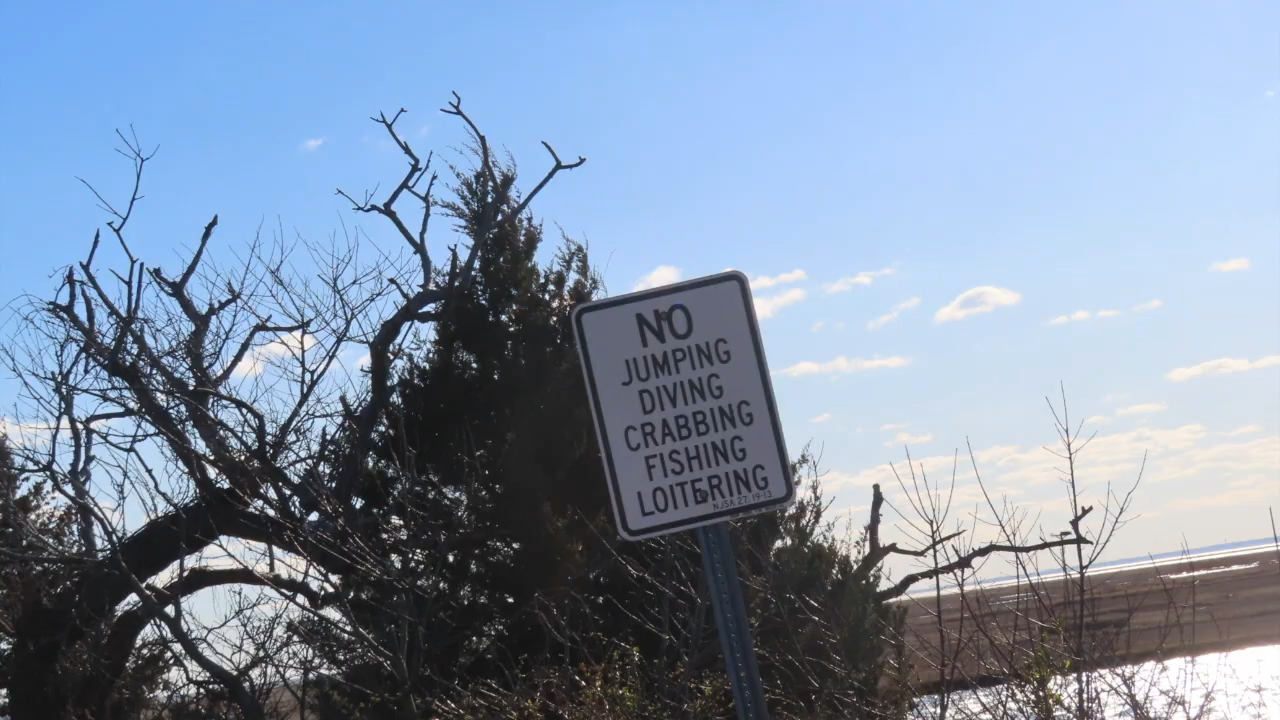 NO
JUMPING
DIVING
CRABBING
FISHING
LOITERING
NJSA 27. 19-13